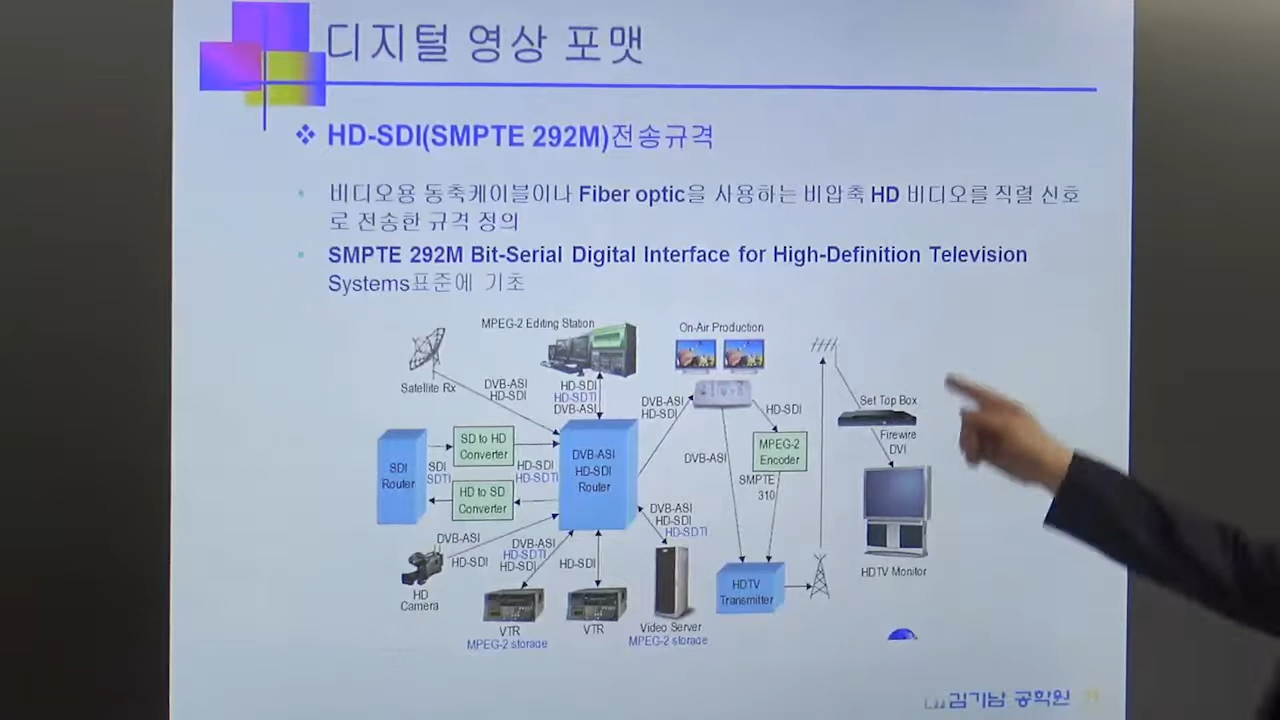 디지털 영상 포맷
❖ HD-SDI(SMPTE 292M)전송규격
• 비디오용 동축케이블이나 Fiber optic을 사용하는 비압축 HD 비디오를 직렬 신호
로 전송한 규격 정의
• SMPTE 292M Bit-Serial Digital Interface for High-Definition Television
Systems표준에 기초
MPEG-2 Editing Station
On-Air Production
Satellite Rx
DVB-ASI
HD-SDI
HD-SDI
HD-SDTI
DVB-ASI
DVB-ASI
HD-SDI
HD-SDI
Set Top Box
Firewire
DVI
SDI
Router
SDI
SDTI
SD to HD
Converter
HD to SD
Converter
HD-SDI
HD-SDTI
DVB-ASI
HD-SDI
Router
DVB-ASI
MPEG-2
Encoder
SMPTE
310
DVB-ASI
HD-SDI
HD-SDTI
DVB-ASI
HD-SDI
DVB-ASI
HD-SDTI
HD-SDI
HD-SDI
HD
Camera
VTR
MPEG-2 storage
VTR
Video Server
MPEG-2 storage
HDTV
Transmitter
HDTV Monitor
김기남 공학원